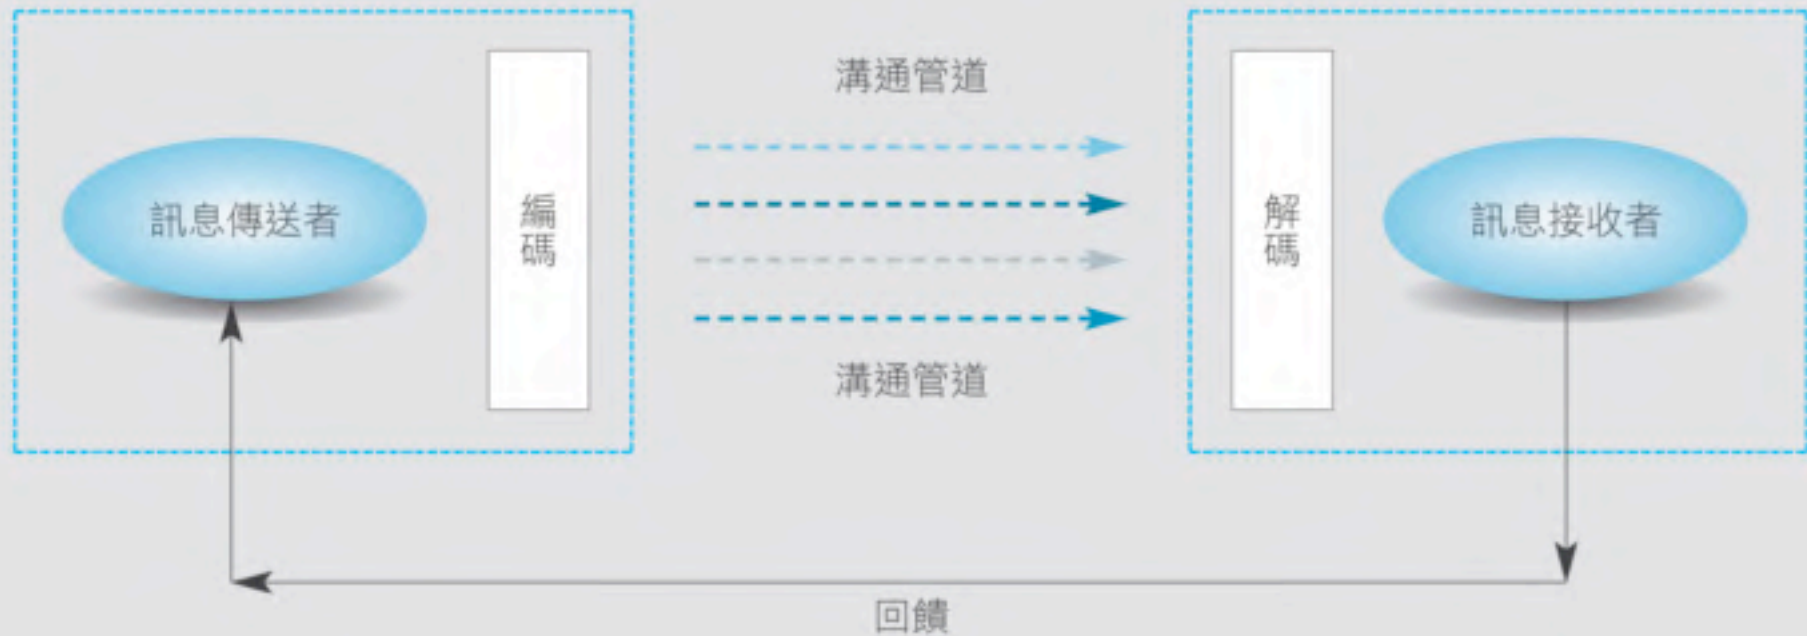 溝通管道
訊息傳送者
編碼
解碼
訊息接收者
溝通管道
回饋